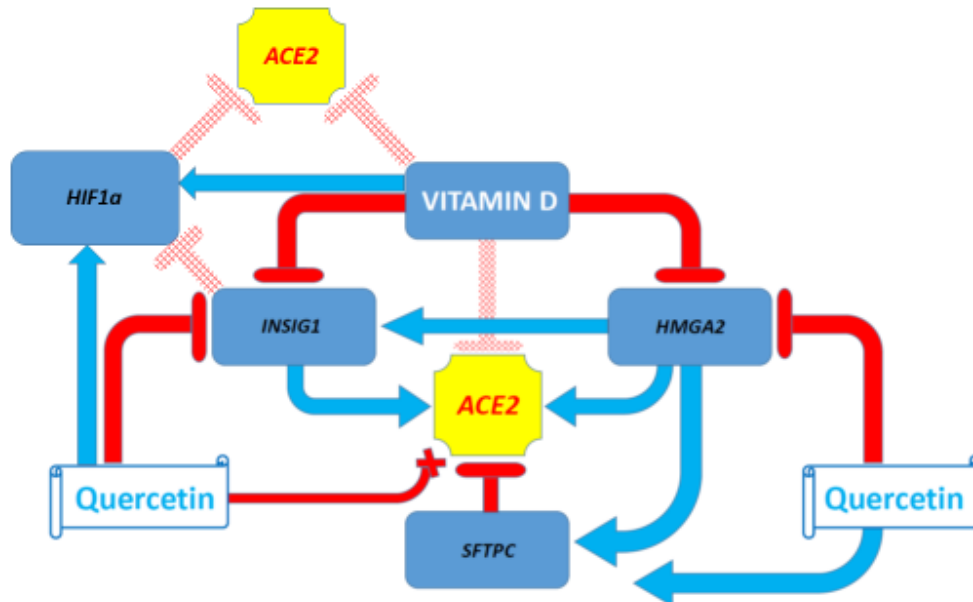 ACE2
HIF1a
VITAMIN D
INSIG1
HMGA2
ACE2
Quercetin
Quercetin
SFTPC